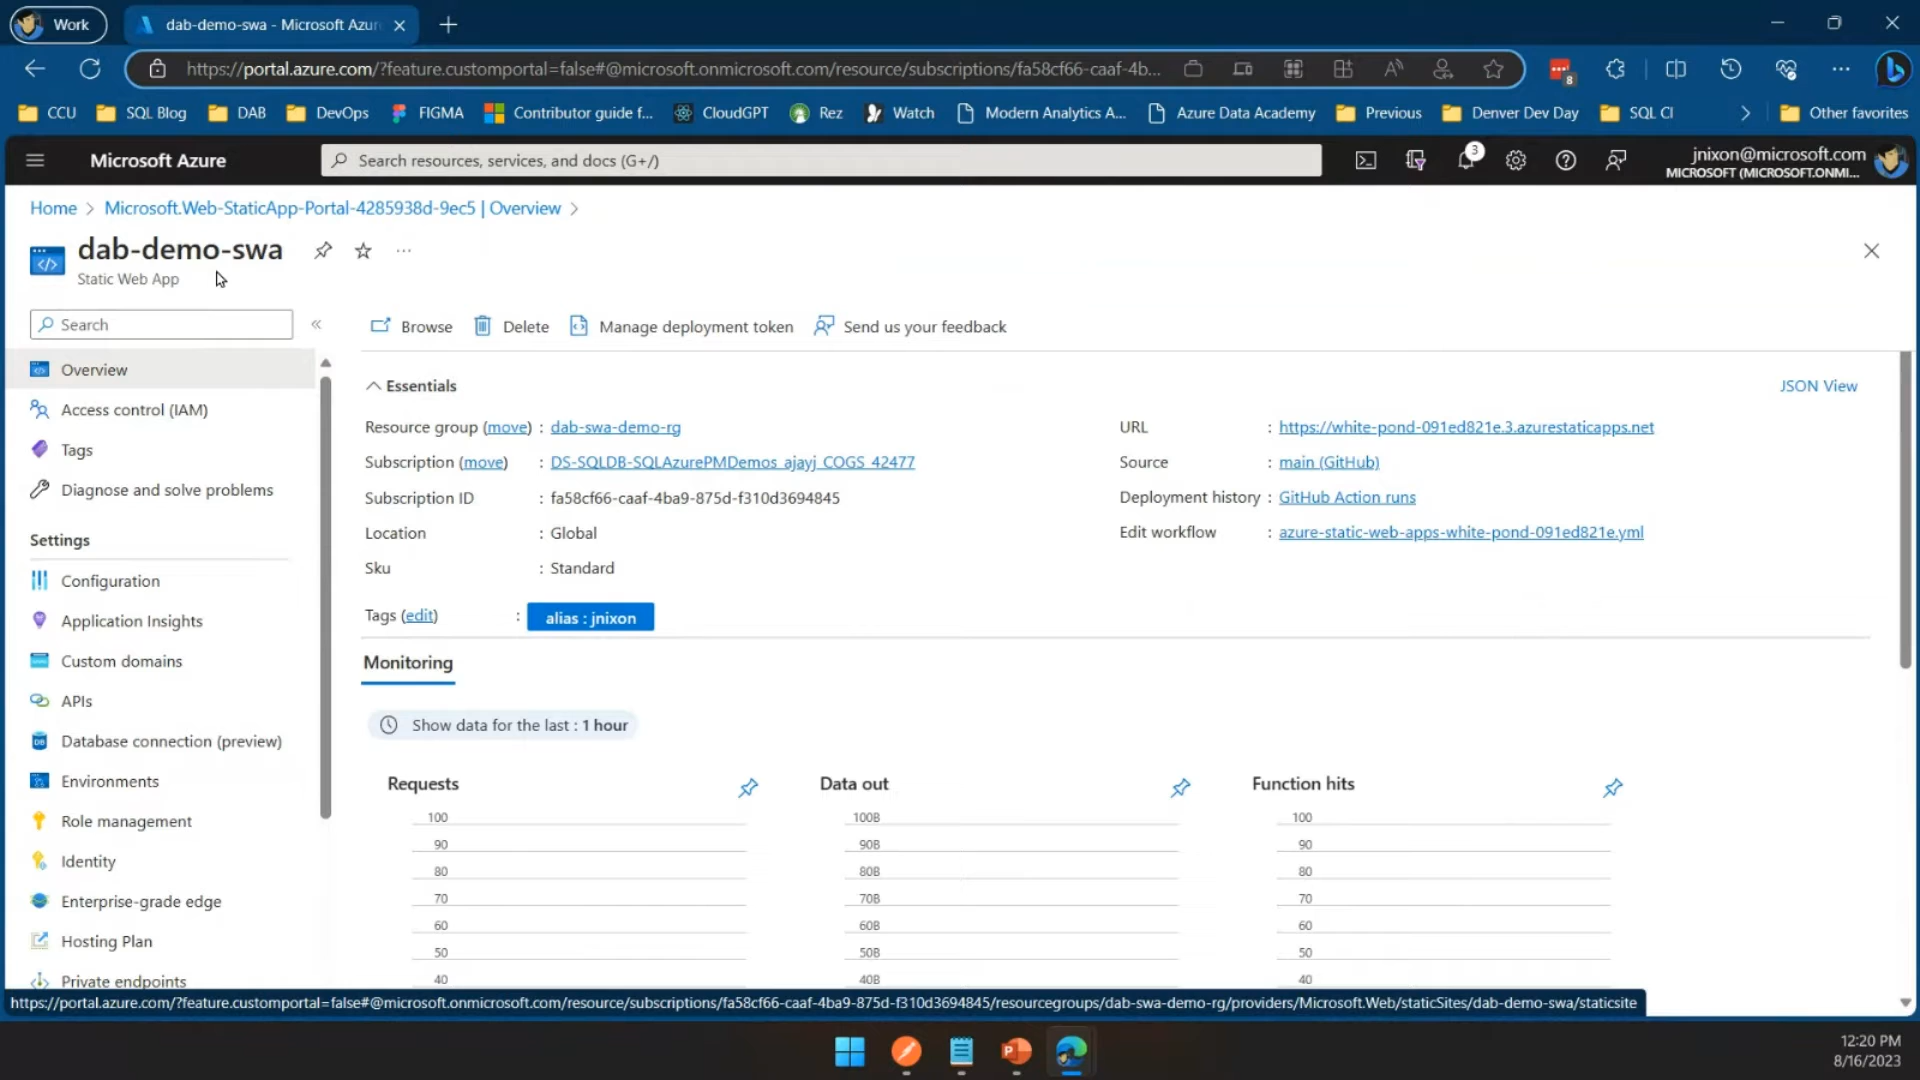 Work
dab-demo-swa - Microsoft Azur
https://portal.azure.com/?feature.customportal=false#@microsoft.onmicrosoft.com/resource/subscriptions/fa58cf66-caaf-4b...
8
CCU
SQL Blog
DAB
DevOps
FIGMA
Contributor guide f...
CloudGPT
Rez
Watch
Modern Analytics A...
Azure Data Academy
Previous
Denver Dev Day
SQL CI
Other favorites
Microsoft Azure
Search resources, services, and docs (G+/)
3
jnixon@microsoft.com
MICROSOFT (MICROSOFT.ONMI...
Home > Microsoft.Web-StaticApp-Portal-4285938d-9ec5 | Overview >
dab-demo-swa
Static Web App
Search
Browse
Delete
Manage deployment token
Send us your feedback
Overview
Access control (IAM)
Tags
Diagnose and solve problems
Settings
Configuration
Application Insights
Custom domains
APIs
Database connection (preview)
Environments
Role management
Identity
Enterprise-grade edge
Hosting Plan
Private endpoints
Essentials
JSON View
Resource group (move) : dab-swa-demo-rg
Subscription (move) : DS-SQLDB-SQLAzurePMDemos_ajayj_COGS_42477
Subscription ID : fa58cf66-caaf-4ba9-875d-f310d3694845
Location : Global
Sku : Standard
URL : https://white-pond-091ed821e.3.azurestaticapps.net
Source : main (GitHub)
Deployment history : GitHub Action runs
Edit workflow : azure-static-web-apps-white-pond-091ed821e.yml
Tags (edit) : alias : jnixon
Monitoring
Show data for the last : 1 hour
Requests
100
90
80
70
60
50
40
Data out
100B
90B
80B
70B
60B
50B
40B
Function hits
100
90
80
70
60
50
40
https://portal.azure.com/?feature.customportal=false#@microsoft.onmicrosoft.com/resource/subscriptions/fa58cf66-caaf-4ba9-875d-f310d3694845/resourcegroups/dab-swa-demo-rg/providers/Microsoft.Web/staticSites/dab-demo-swa/staticsite
12:20 PM
8/16/2023